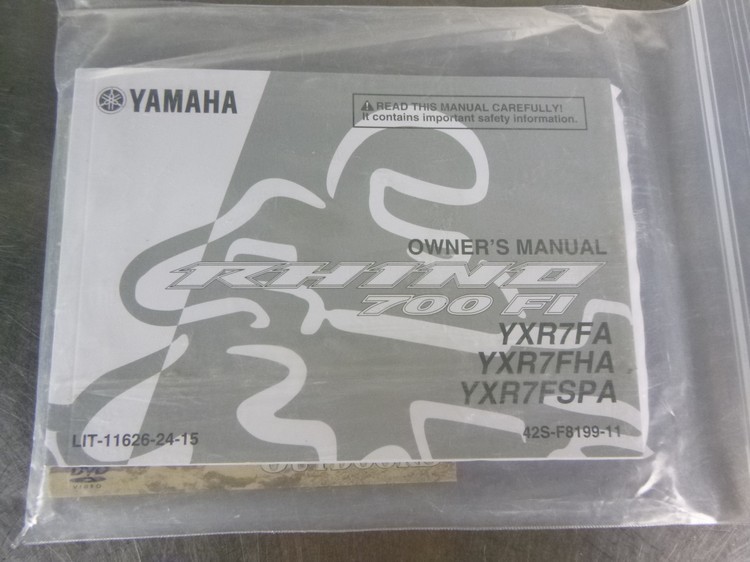 YAMAHA
⚠ READ THIS MANUAL CAREFULLY!
It contains important safety information.
OWNER'S MANUAL
RHINO
700 FI
YXR7FA
YXR7FHA
YXR7FSPA
LIT-11626-24-15
42S-F8199-11
DVD
VIDEO